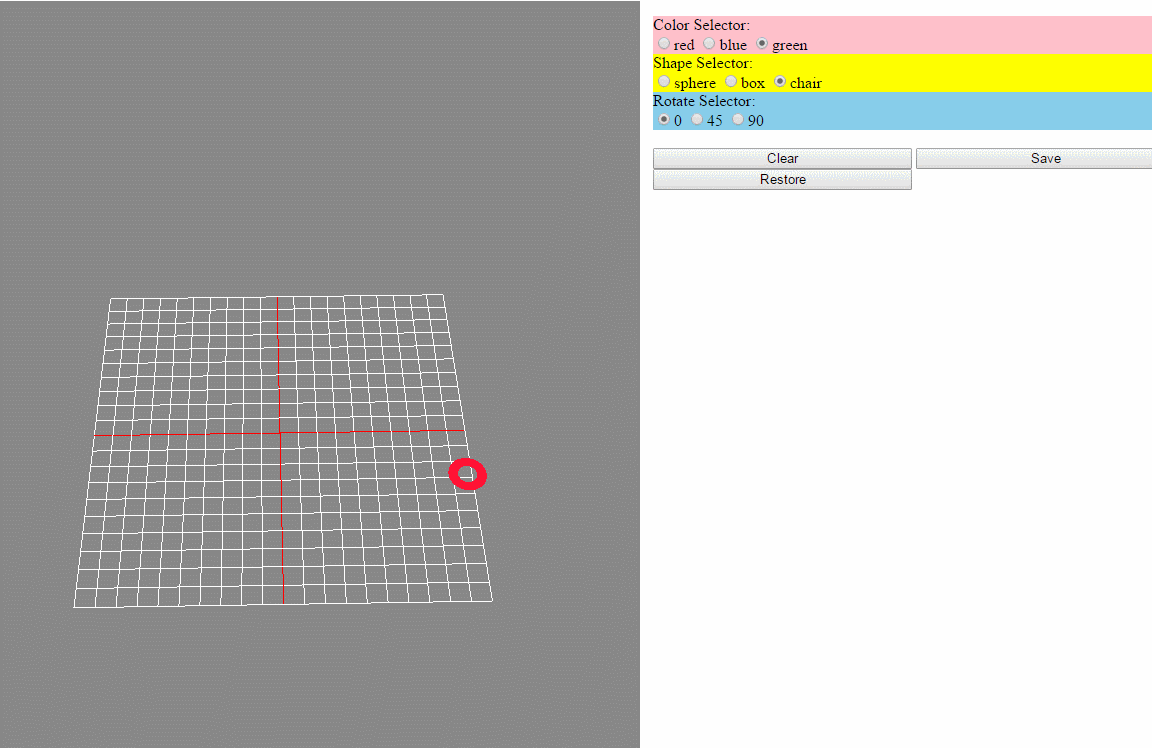 Color Selector:
red blue green
Shape Selector:
sphere box chair
Rotate Selector:
0 45 90
Clear Save
Restore